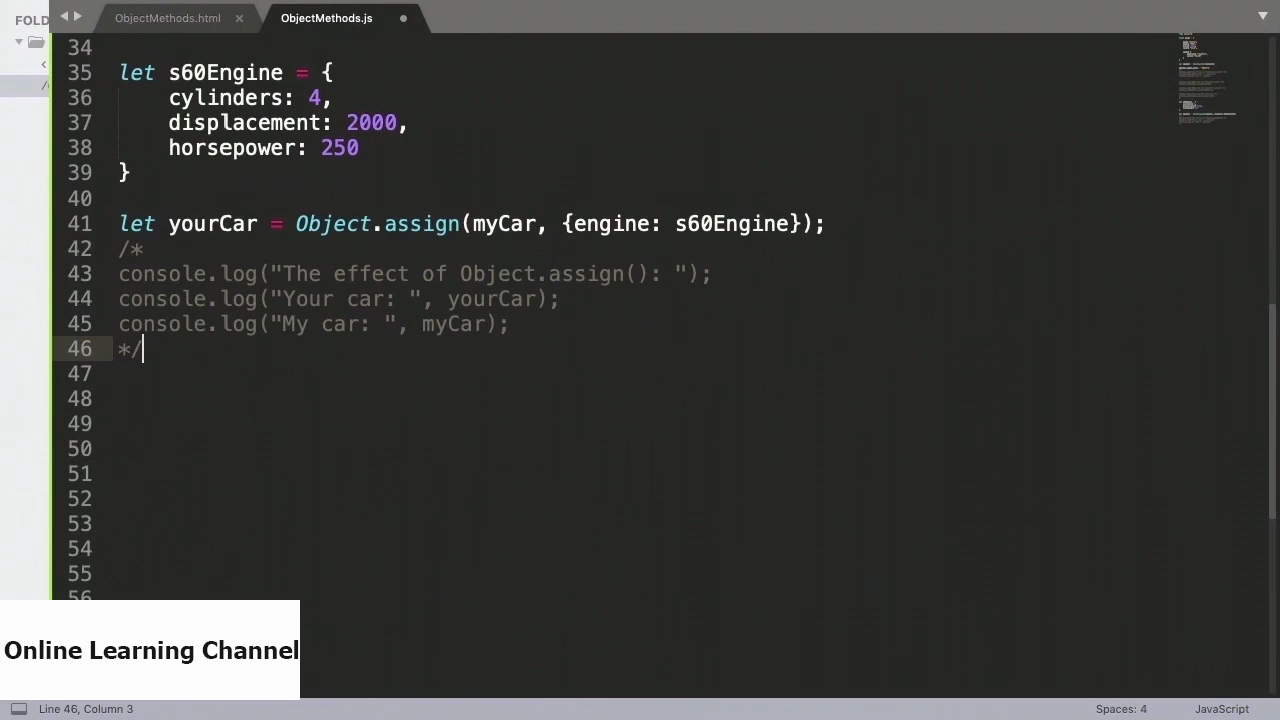 FOLD
ObjectMethods.html ×
ObjectMethods.js
<
/
34
35 let s60Engine = {
36 cylinders: 4,
37 displacement: 2000,
38 horsepower: 250
39 }
40
41 let yourCar = Object.assign(myCar, {engine: s60Engine});
42 /*
43 console.log("The effect of Object.assign(): ");
44 console.log("Your car: ", yourCar);
45 console.log("My car: ", myCar);
46 */
47
48
49
50
51
52
53
54
55
56
Online Learning Channel
Line 46, Column 3
Spaces: 4
JavaScript